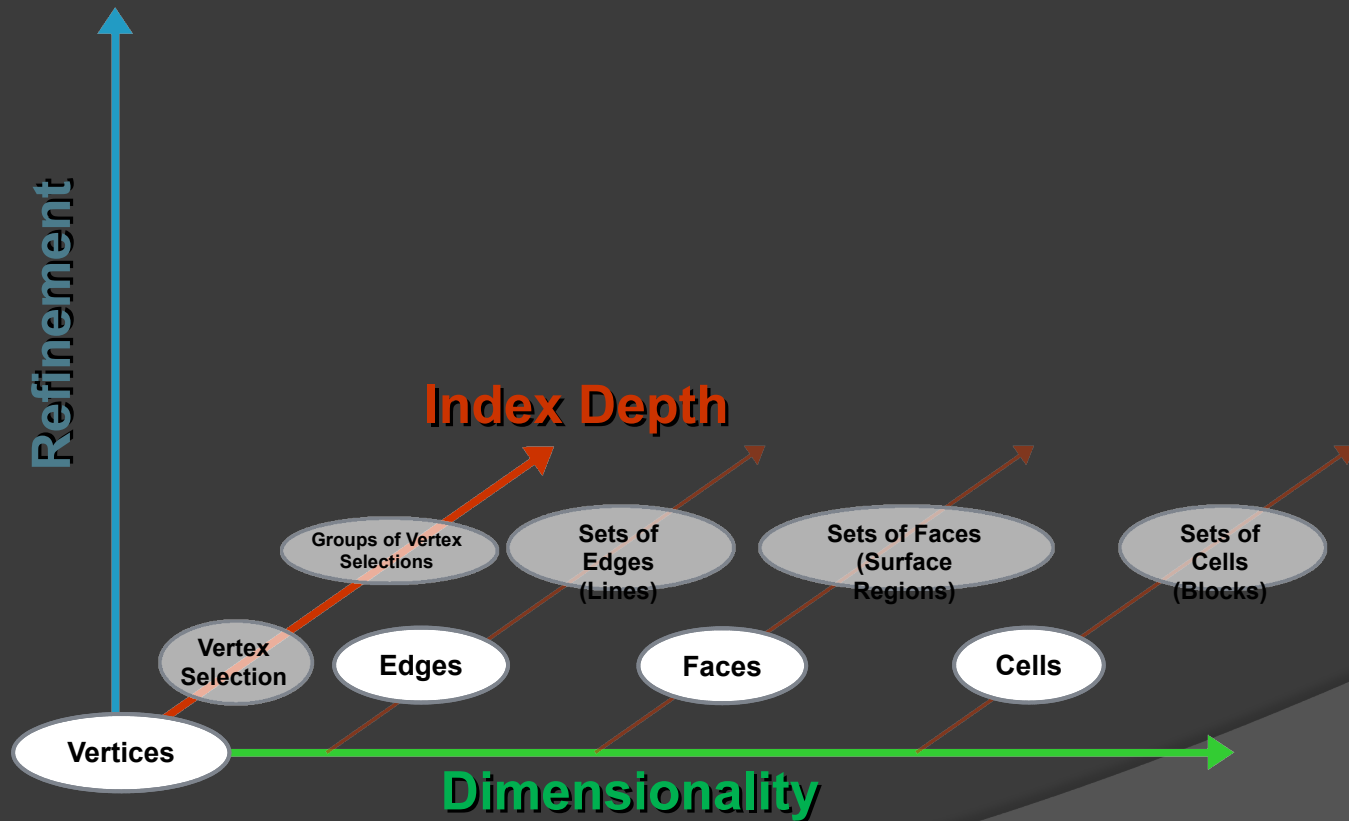 Refinement
Index Depth
Groups of Vertex
Selections
Sets of
Edges
(Lines)
Sets of Faces
(Surface
Regions)
Sets of
Cells
(Blocks)
Vertex
Selection
Edges
Faces
Cells
Vertices
Dimensionality